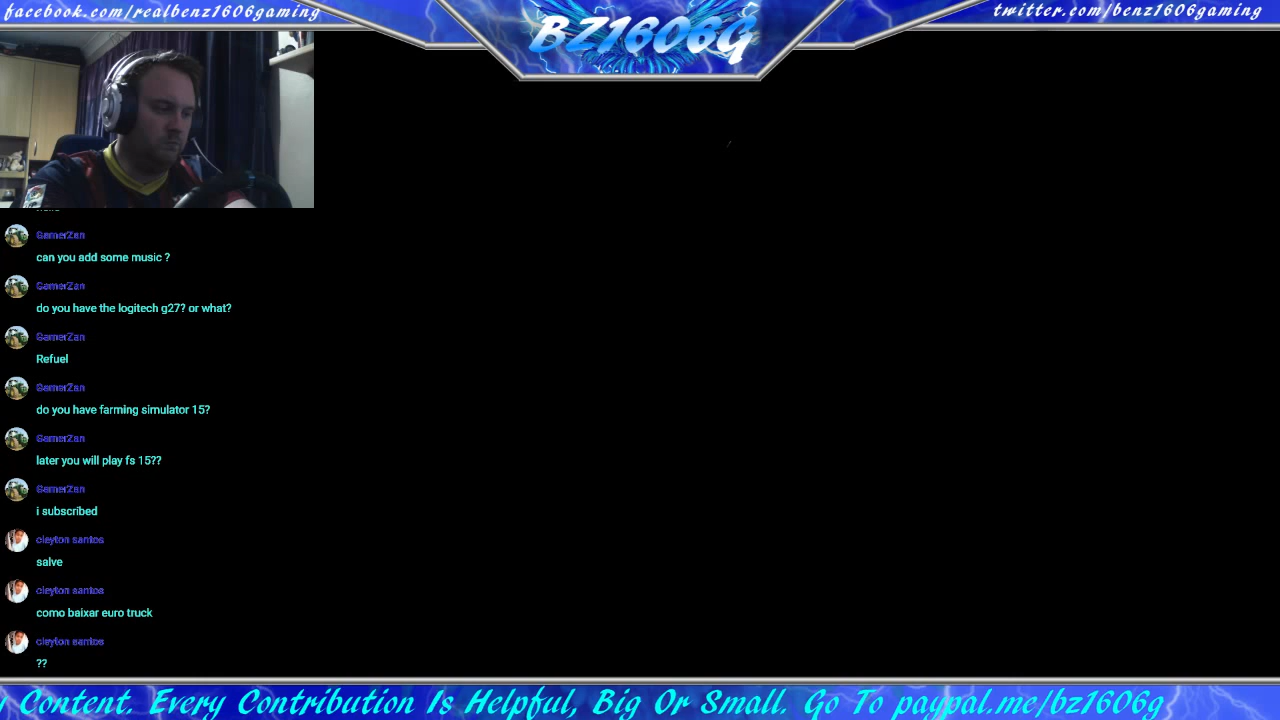 facebook.com/realbenz1606gaming
BZ1606G
twitter.com/benz1606gaming
GamerZan
can you add some music ?
GamerZan
do you have the logitech g27? or what?
GamerZan
Refuel
GamerZan
do you have farming simulator 15?
GamerZan
later you will play fs 15??
GamerZan
i subscribed
cleyton santos
salve
cleyton santos
como baixar euro truck
cleyton santos
??
Content. Every Contribution Is Helpful, Big Or Small. Go To paypal.me/bz1606g